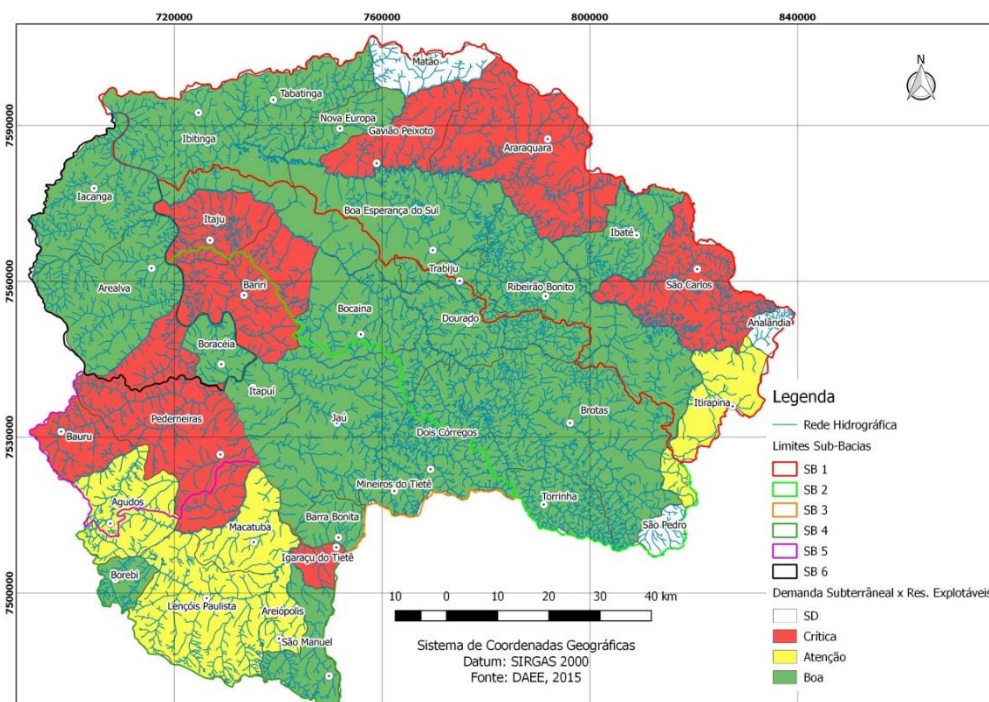 720000
760000
800000
840000
N
7590000
7560000
7530000
7500000
Matão
Tabatinga
Nova Europa
Ibitinga
Gavião Peixoto
Araraquara
Iacanga
Boa Esperança do Sul
Itaju
Ibaté
Trabiju
São Carlos
Arealva
Bariri
Ribeirão Bonito
Bocaina
Dourado
Analândia
Boracéia
Itapuí
Itirapina
Pederneiras
Jaú
Brotas
Bauru
Dois Córregos
Mineiros do Tietê
Torrinha
Agudos
Barra Bonita
São Pedro
Macatuba
Igaraçu do Tietê
Borebi
Lençóis Paulista
Areiópolis
São Manuel
10 0 10 20 30 40 km
Sistema de Coordenadas Geográficas
Datum: SIRGAS 2000
Fonte: DAEE, 2015
Legenda
Rede Hidrográfica
Limites Sub-Bacias
SB 1
SB 2
SB 3
SB 4
SB 5
SB 6
Demanda Subterrâneal x Res. Explotáveis
SD
Crítica
Atenção
Boa